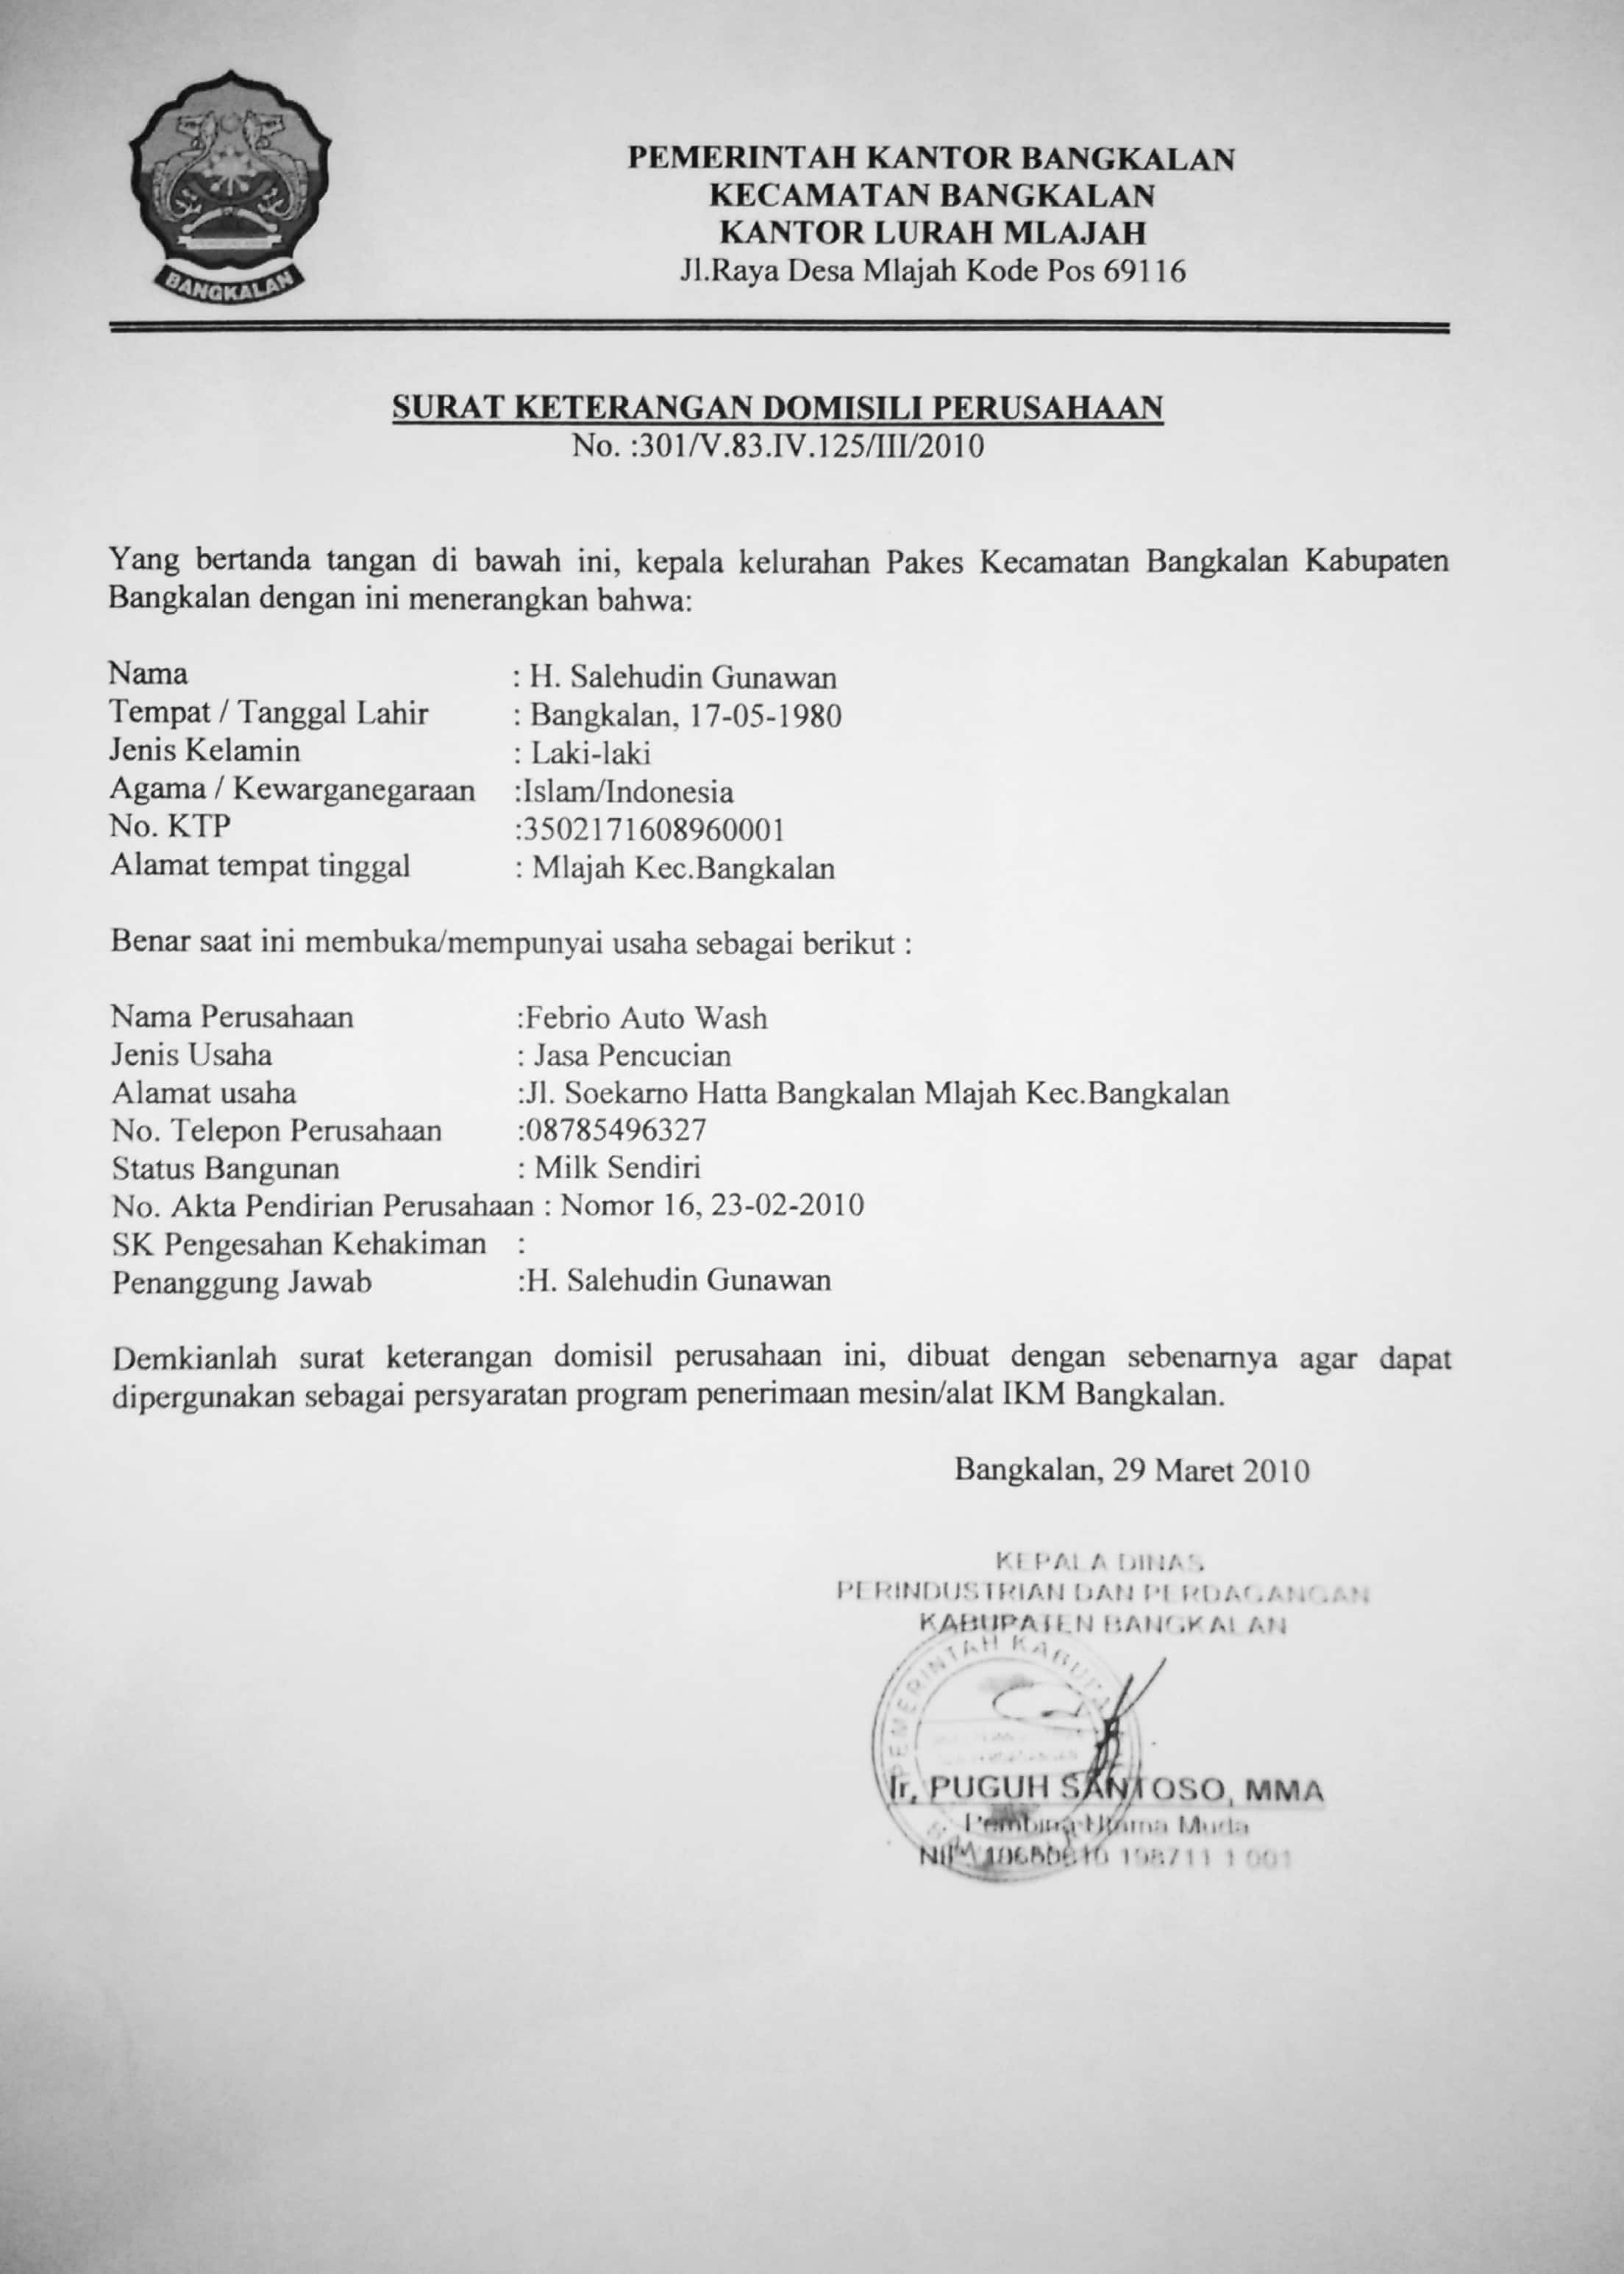 BANGKALAN
PEMERINTAH KANTOR BANGKALAN
KECAMATAN BANGKALAN
KANTOR LURAH MLAJAH
Jl.Raya Desa Mlajah Kode Pos 69116
SURAT KETERANGAN DOMISILI PERUSAHAAN
No. :301/V.83.IV.125/III/2010
Yang bertanda tangan di bawah ini, kepala kelurahan Pakes Kecamatan Bangkalan Kabupaten
Bangkalan dengan ini menerangkan bahwa:
Nama : H. Salehudin Gunawan
Tempat / Tanggal Lahir : Bangkalan, 17-05-1980
Jenis Kelamin : Laki-laki
Agama / Kewarganegaraan :Islam/Indonesia
No. KTP :3502171608960001
Alamat tempat tinggal : Mlajah Kec.Bangkalan
Benar saat ini membuka/mempunyai usaha sebagai berikut :
Nama Perusahaan :Febrio Auto Wash
Jenis Usaha : Jasa Pencucian
Alamat usaha :Jl. Soekarno Hatta Bangkalan Mlajah Kec.Bangkalan
No. Telepon Perusahaan :08785496327
Status Bangunan : Milk Sendiri
No. Akta Pendirian Perusahaan : Nomor 16, 23-02-2010
SK Pengesahan Kehakiman :
Penanggung Jawab :H. Salehudin Gunawan
Demkianlah surat keterangan domisil perusahaan ini, dibuat dengan sebenarnya agar dapat
dipergunakan sebagai persyaratan program penerimaan mesin/alat IKM Bangkalan.
Bangkalan, 29 Maret 2010
KEPALA DINAS
PERINDUSTRIAN DAN PERDAGANGAN
KABUPATEN BANGKALAN
PEMERINTAH
Ir. PUGUH SANTOSO, MMA
Pembina Utama Muda
NIP 198711 1 001